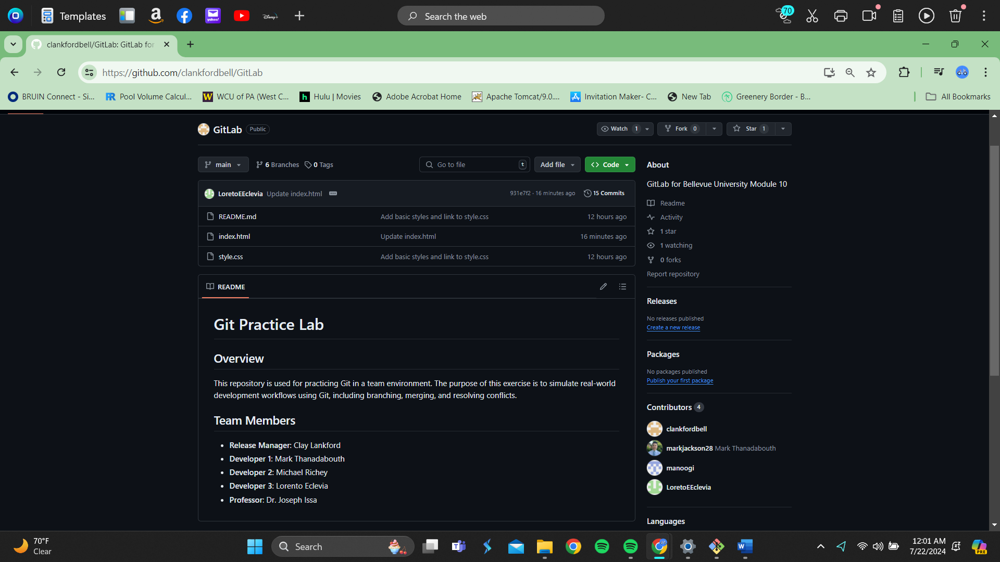 Templates
yahoo!
Disney+
Search the web
70
clankfordbell/GitLab: GitLab for
https://github.com/clankfordbell/GitLab
BRUIN Connect - Si...
Pool Volume Calcul...
WCU of PA (West C...
Hulu | Movies
Adobe Acrobat Home
Apache Tomcat/9.0....
Invitation Maker- C...
New Tab
Greenery Border - B...
All Bookmarks
GitLab Public
Watch 1
Fork 0
Star 1
main
6 Branches
0 Tags
Go to file t
Add file
<> Code
LoretoEEclevia Update index.html 931e7f2 · 16 minutes ago 15 Commits
README.md Add basic styles and link to style.css 12 hours ago
index.html Update index.html 16 minutes ago
style.css Add basic styles and link to style.css 12 hours ago
README
Git Practice Lab
Overview
This repository is used for practicing Git in a team environment. The purpose of this exercise is to simulate real-world
development workflows using Git, including branching, merging, and resolving conflicts.
Team Members
• Release Manager: Clay Lankford
• Developer 1: Mark Thanadabouth
• Developer 2: Michael Richey
• Developer 3: Lorento Eclevia
• Professor: Dr. Joseph Issa
About
GitLab for Bellevue University Module 10
Readme
Activity
1 star
1 watching
0 forks
Report repository
Releases
No releases published
Create a new release
Packages
No packages published
Publish your first package
Contributors 4
clankfordbell
markjackson28 Mark Thanadabouth
manoogi
LoretoEEclevia
Languages
70°F
Clear
Search
12:01 AM
7/22/2024
PRE